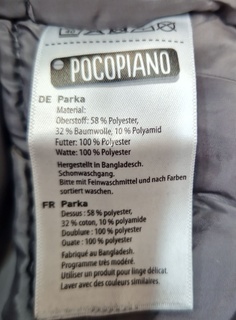 POCOPIANO
DE Parka
Material:
Oberstoff: 58 % Polyester,
32 % Baumwolle, 10 % Polyamid
Futter: 100 % Polyester
Watte: 100 % Polyester
Hergestellt in Bangladesch.
Schonwaschgang.
Bitte mit Feinwaschmittel und nach Farben
sortiert waschen.
FR Parka
Dessus : 58 % polyester,
32 % coton, 10 % polyamide
Doublure : 100 % polyester
Ouate : 100 % polyester
Fabriqué au Bangladesh.
Programme très modéré.
Utiliser un produit pour linge délicat.
Laver avec des couleurs similaires.